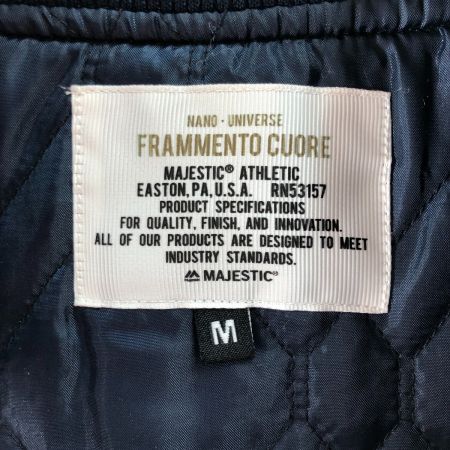 NANO · UNIVERSE
FRAMMENTO CUORE
MAJESTIC® ATHLETIC
EASTON, PA, U.S.A. RN53157
PRODUCT SPECIFICATIONS
FOR QUALITY, FINISH, AND INNOVATION.
ALL OF OUR PRODUCTS ARE DESIGNED TO MEET
INDUSTRY STANDARDS.
MAJESTIC®
M